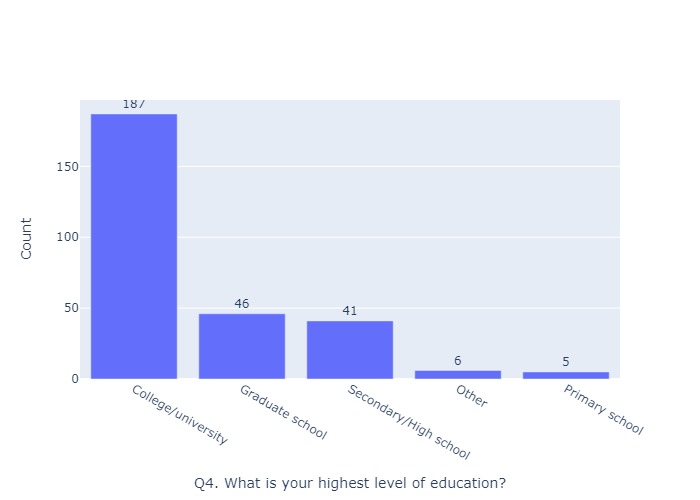 187
150
100
50
0
Count
46
41
6
5
College/university
Graduate school
Secondary/High school
Other
Primary school
Q4. What is your highest level of education?